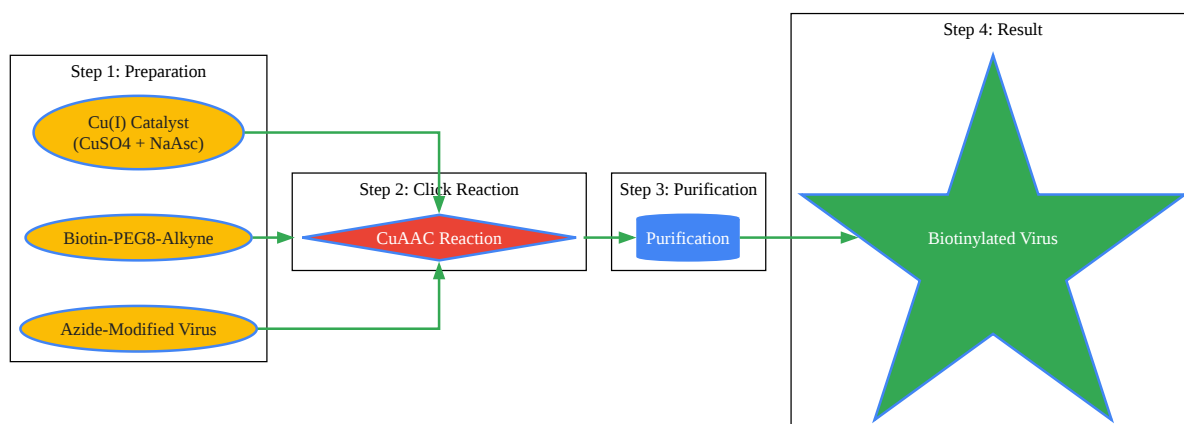 Step 1: Preparation
Cu(I) Catalyst
(CuSO4 + NaAsc)
Biotin-PEG8-Alkyne
Azide-Modified Virus
Step 2: Click Reaction
CuAAC Reaction
Step 3: Purification
Purification
Step 4: Result
Biotinylated Virus